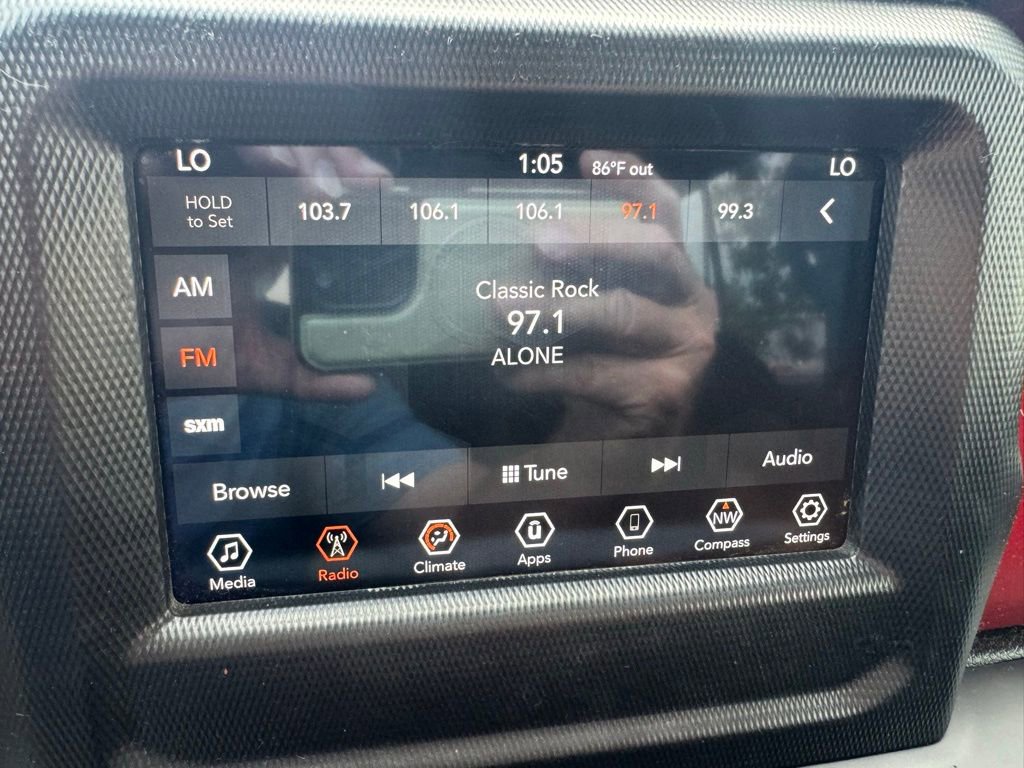 LO 1:05 86°F out LO
HOLD
to Set
103.7 106.1 106.1 97.1 99.3
AM
FM
sxm
Classic Rock
97.1
ALONE
Browse Tune Audio
Media Radio Climate Apps Phone Compass Settings
û
NW